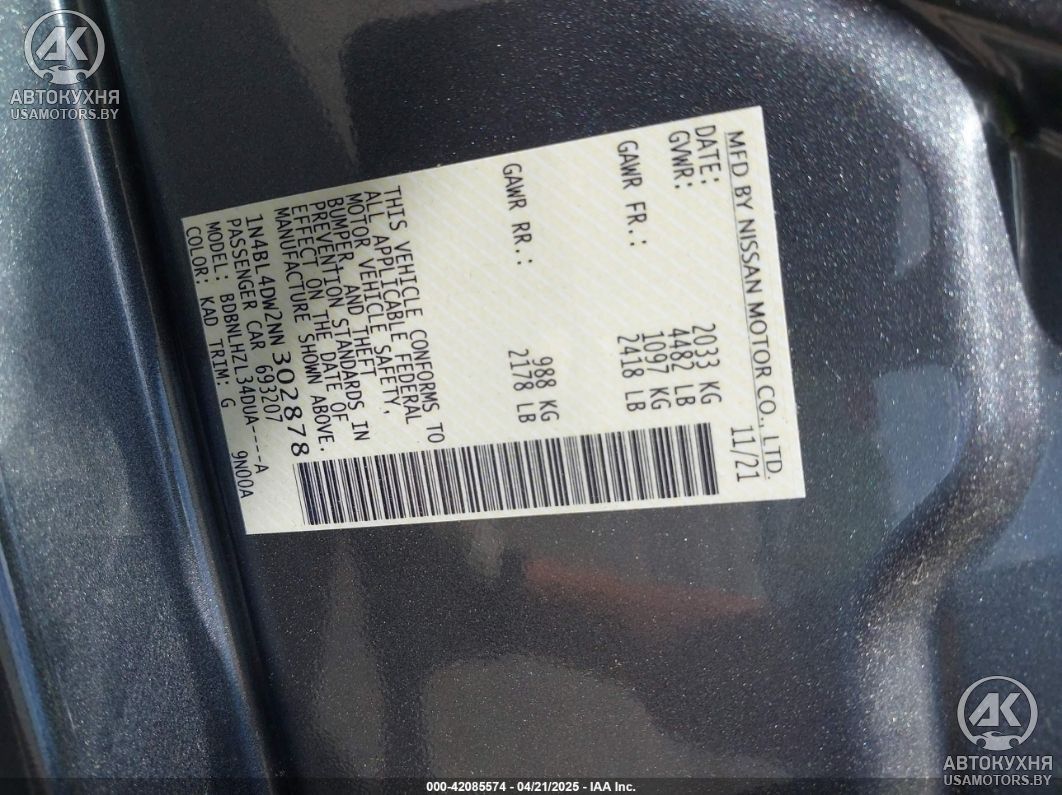 АВТОКУХНЯ
USAMOTORS.BY
MFD BY NISSAN MOTOR CO., LTD.
DATE: 11/21
GVWR: 2033 KG
4482 LB
GAWR FR.: 1097 KG
2418 LB
GAWR RR.: 988 KG
2178 LB
THIS VEHICLE CONFORMS TO
ALL APPLICABLE FEDERAL
MOTOR VEHICLE SAFETY,
BUMPER, AND THEFT
PREVENTION STANDARDS IN
EFFECT ON THE DATE OF
MANUFACTURE SHOWN ABOVE.
1N4BL4DW2NN302878
PASSENGER CAR 693207
MODEL: BDBNLHZL34DUA----A
COLOR: KAD TRIM: G 9N00A
АВТОКУХНЯ
USAMOTORS.BY
000-42085574 - 04/21/2025 - IAA Inc.